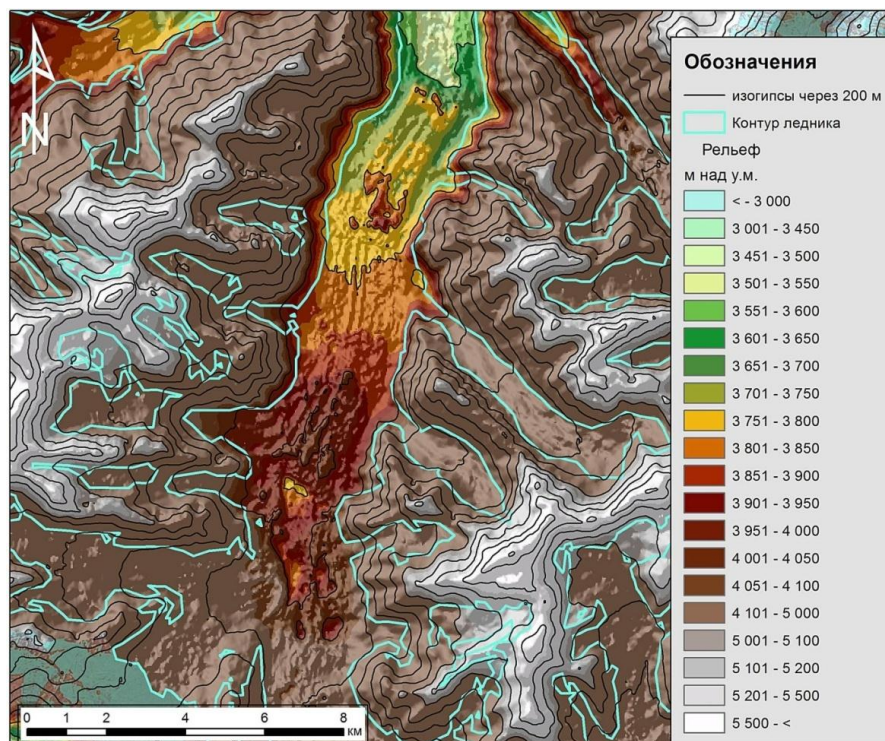 N
Обозначения
изогипсы через 200 м
Контур ледника
Рельеф
м над у.м.
< - 3 000
3 001 - 3 450
3 451 - 3 500
3 501 - 3 550
3 551 - 3 600
3 601 - 3 650
3 651 - 3 700
3 701 - 3 750
3 751 - 3 800
3 801 - 3 850
3 851 - 3 900
3 901 - 3 950
3 951 - 4 000
4 001 - 4 050
4 051 - 4 100
4 101 - 5 000
5 001 - 5 100
5 101 - 5 200
5 201 - 5 500
5 500 - <
0 1 2 4 6 8
км